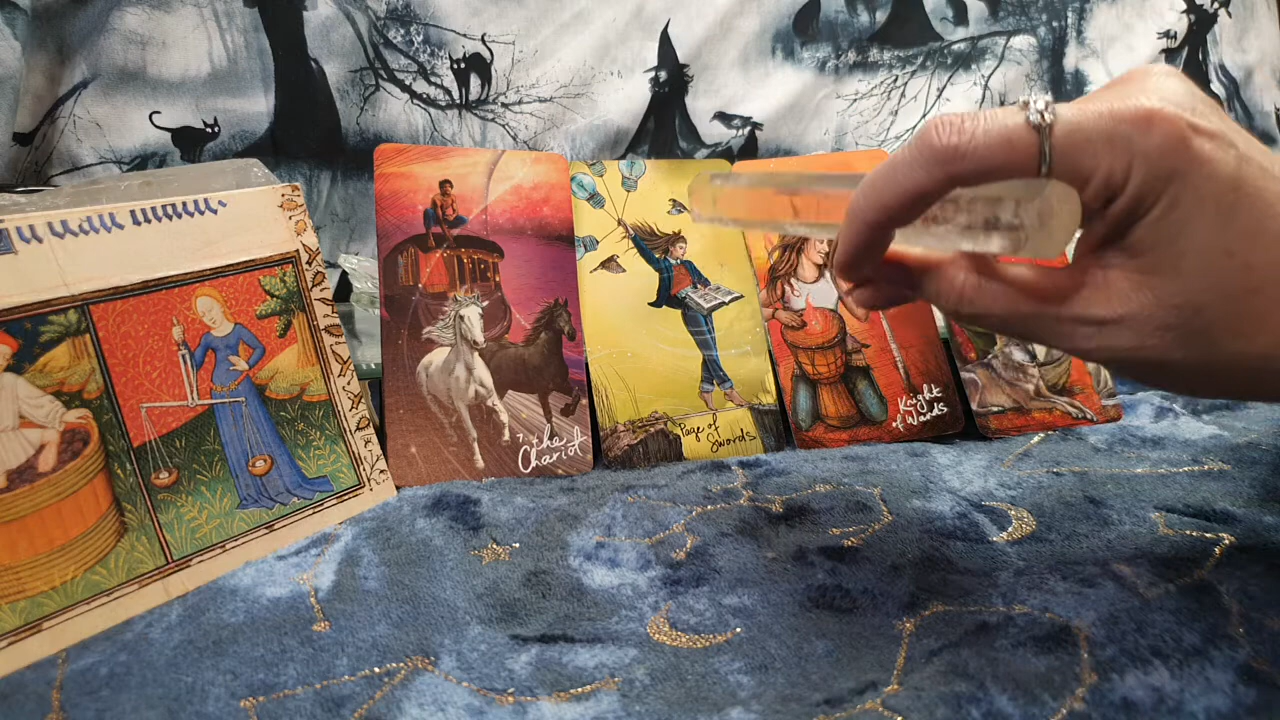 7. the
Chariot
Page of
Swords
Knight
of Wands